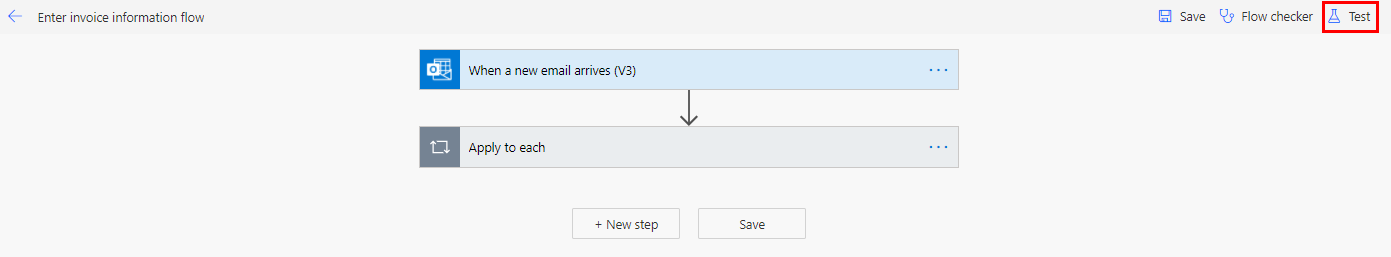 Enter invoice information flow
Save
Flow checker
Test
When a new email arrives (V3)
Apply to each
+ New step
Save